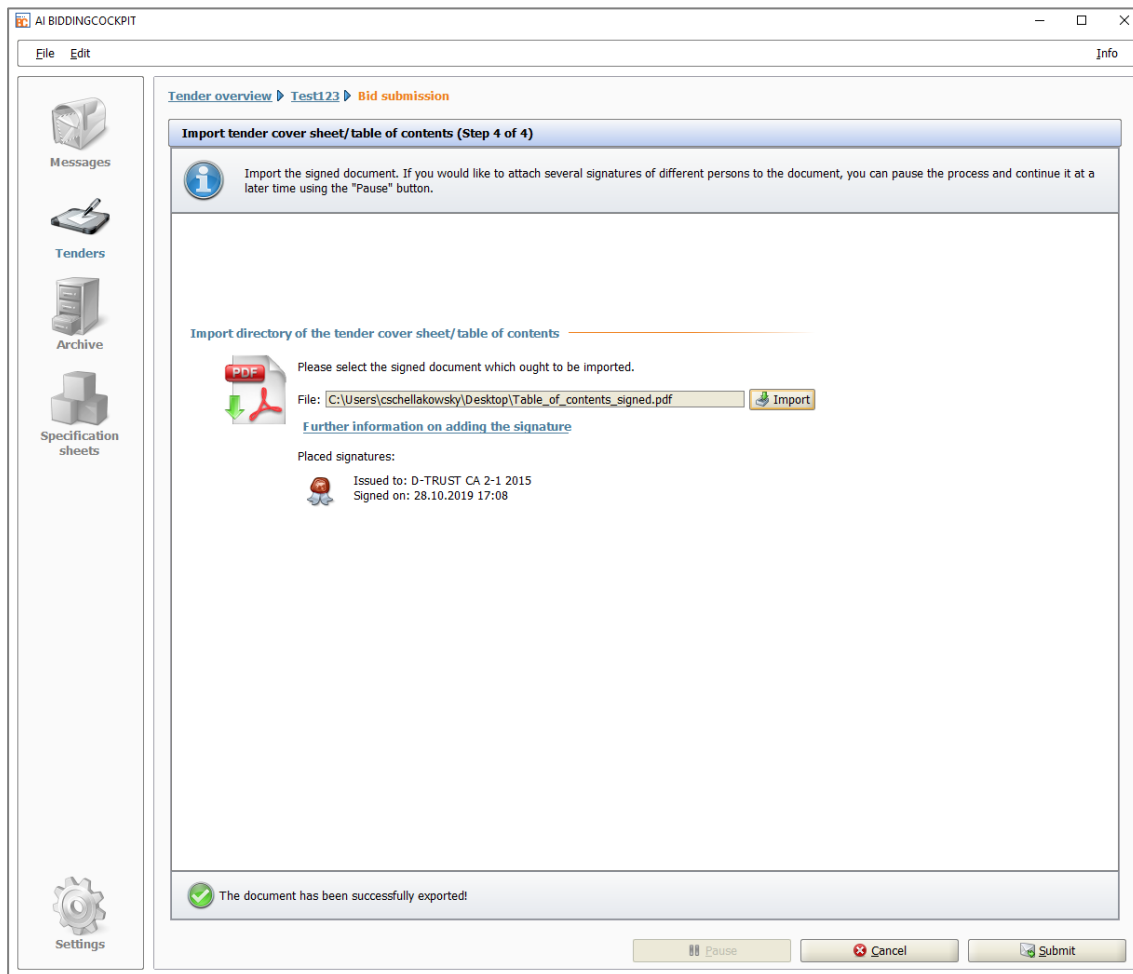 AI BIDDINGCOCKPIT
File Edit Info
Messages
Tenders
Archive
Specification
sheets
Settings
Tender overview Test123 Bid submission
Import tender cover sheet/table of contents (Step 4 of 4)
Import the signed document. If you would like to attach several signatures of different persons to the document, you can pause the process and continue it at a
later time using the "Pause" button.
Import directory of the tender cover sheet/table of contents
PDF
Please select the signed document which ought to be imported.
File: C:\Users\cschellakowsky\Desktop\Table_of_contents_signed.pdf Import
Further information on adding the signature
Placed signatures:
Issued to: D-TRUST CA 2-1 2015
Signed on: 28.10.2019 17:08
The document has been successfully exported!
Pause Cancel Submit